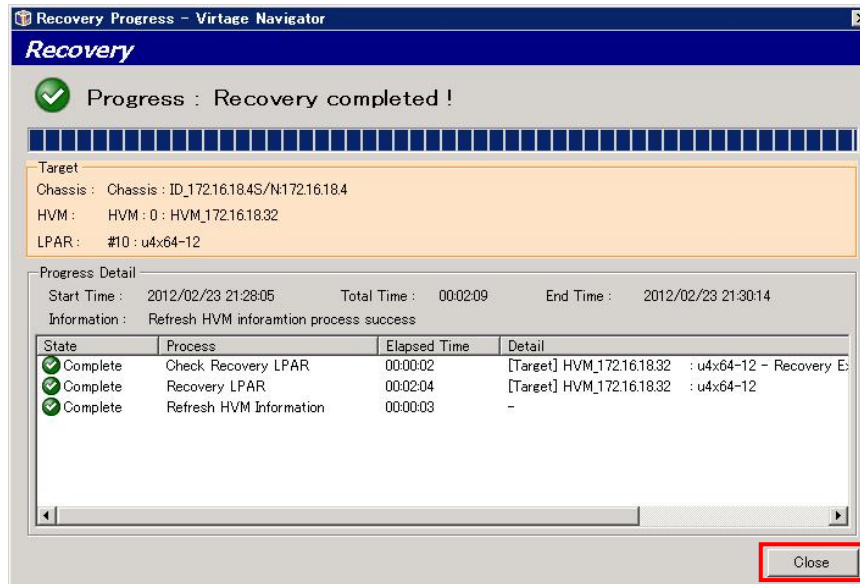 Recovery Progress - Virtage Navigator
Recovery
Progress : Recovery completed !
Target
Chassis : Chassis : ID_172.16.18.4S/N:172.16.18.4
HVM : HVM : 0 : HVM_172.16.18.32
LPAR : #10 : u4x64-12
Progress Detail
Start Time : 2012/02/23 21:28:05 Total Time : 00:02:09 End Time : 2012/02/23 21:30:14
Information : Refresh HVM inforamtion process success
State Process Elapsed Time Detail
Complete Check Recovery LPAR 00:00:02 [Target] HVM_172.16.18.32 : u4x64-12 - Recovery E
Complete Recovery LPAR 00:02:04 [Target] HVM_172.16.18.32 : u4x64-12
Complete Refresh HVM Information 00:00:03 -
Close